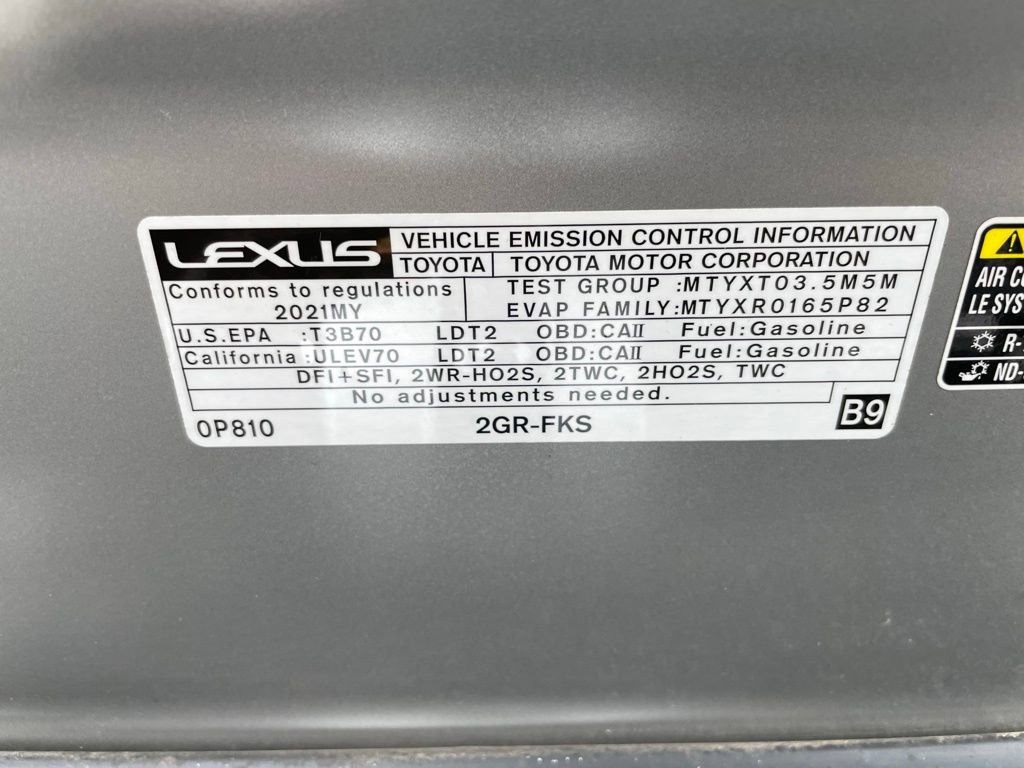 LEXUS
VEHICLE EMISSION CONTROL INFORMATION
TOYOTA TOYOTA MOTOR CORPORATION
Conforms to regulations
2021MY
TEST GROUP :MTYXT03.5M5M
EVAP FAMILY:MTYXR0165P82
U.S.EPA :T3B70 LDT2 OBD:CAII Fuel:Gasoline
California :ULEV70 LDT2 OBD:CAII Fuel:Gasoline
DFI+SFI, 2WR-HO2S, 2TWC, 2HO2S, TWC
No adjustments needed.
0P810 2GR-FKS B9
AIR
LE
R-
ND-